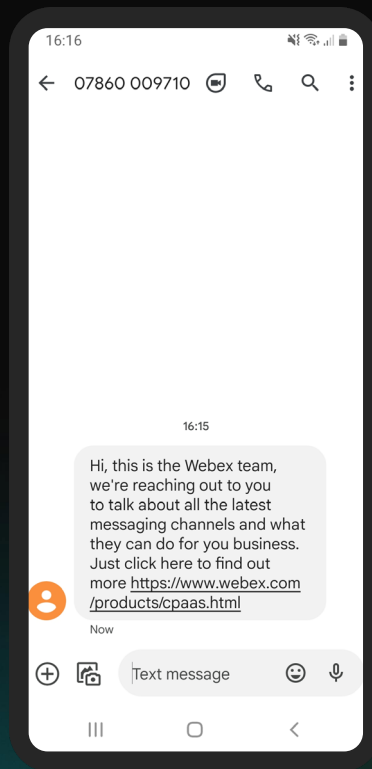 16:16
07860 009710
16:15
Hi, this is the Webex team,
we're reaching out to you
to talk about all the latest
messaging channels and what
they can do for you business.
Just click here to find out
more https://www.webex.com
/products/cpaas.html
Now
Text message